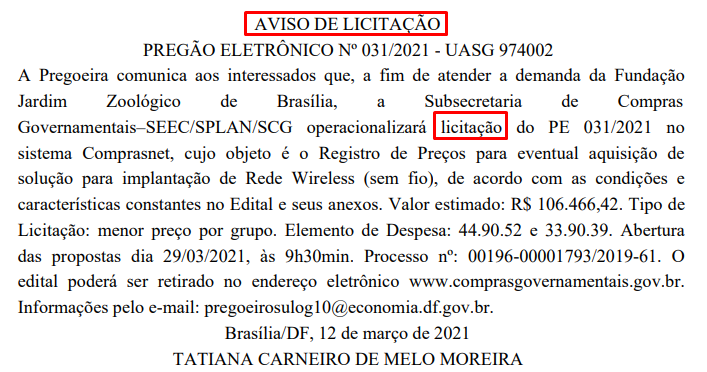 AVISO DE LICITAÇÃO
PREGÃO ELETRÔNICO Nº 031/2021 - UASG 974002
A Pregoeira comunica aos interessados que, a fim de atender a demanda da Fundação
Jardim Zoológico de Brasília, a Subsecretaria de Compras
Governamentais–SEEC/SPLAN/SCG operacionalizará licitação do PE 031/2021 no
sistema Comprasnet, cujo objeto é o Registro de Preços para eventual aquisição de
solução para implantação de Rede Wireless (sem fio), de acordo com as condições e
características constantes no Edital e seus anexos. Valor estimado: R$ 106.466,42. Tipo de
Licitação: menor preço por grupo. Elemento de Despesa: 44.90.52 e 33.90.39. Abertura
das propostas dia 29/03/2021, às 9h30min. Processo nº: 00196-00001793/2019-61. O
edital poderá ser retirado no endereço eletrônico www.comprasgovernamentais.gov.br.
Informações pelo e-mail: pregoeirosulog10@economia.df.gov.br.
Brasília/DF, 12 de março de 2021
TATIANA CARNEIRO DE MELO MOREIRA